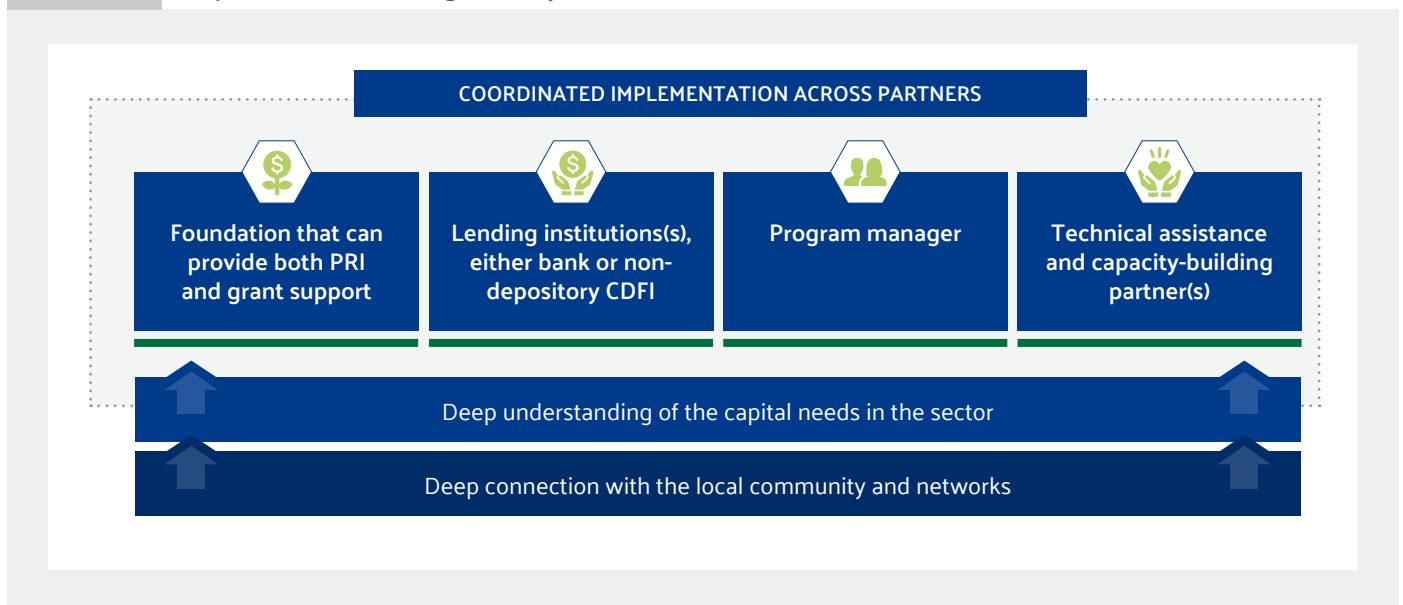 COORDINATED IMPLEMENTATION ACROSS PARTNERS
Foundation that can
provide both PRI
and grant support
Lending institutions(s),
either bank or non-
depository CDFI
Program manager
Technical assistance
and capacity-building
partner(s)
Deep understanding of the capital needs in the sector
Deep connection with the local community and networks